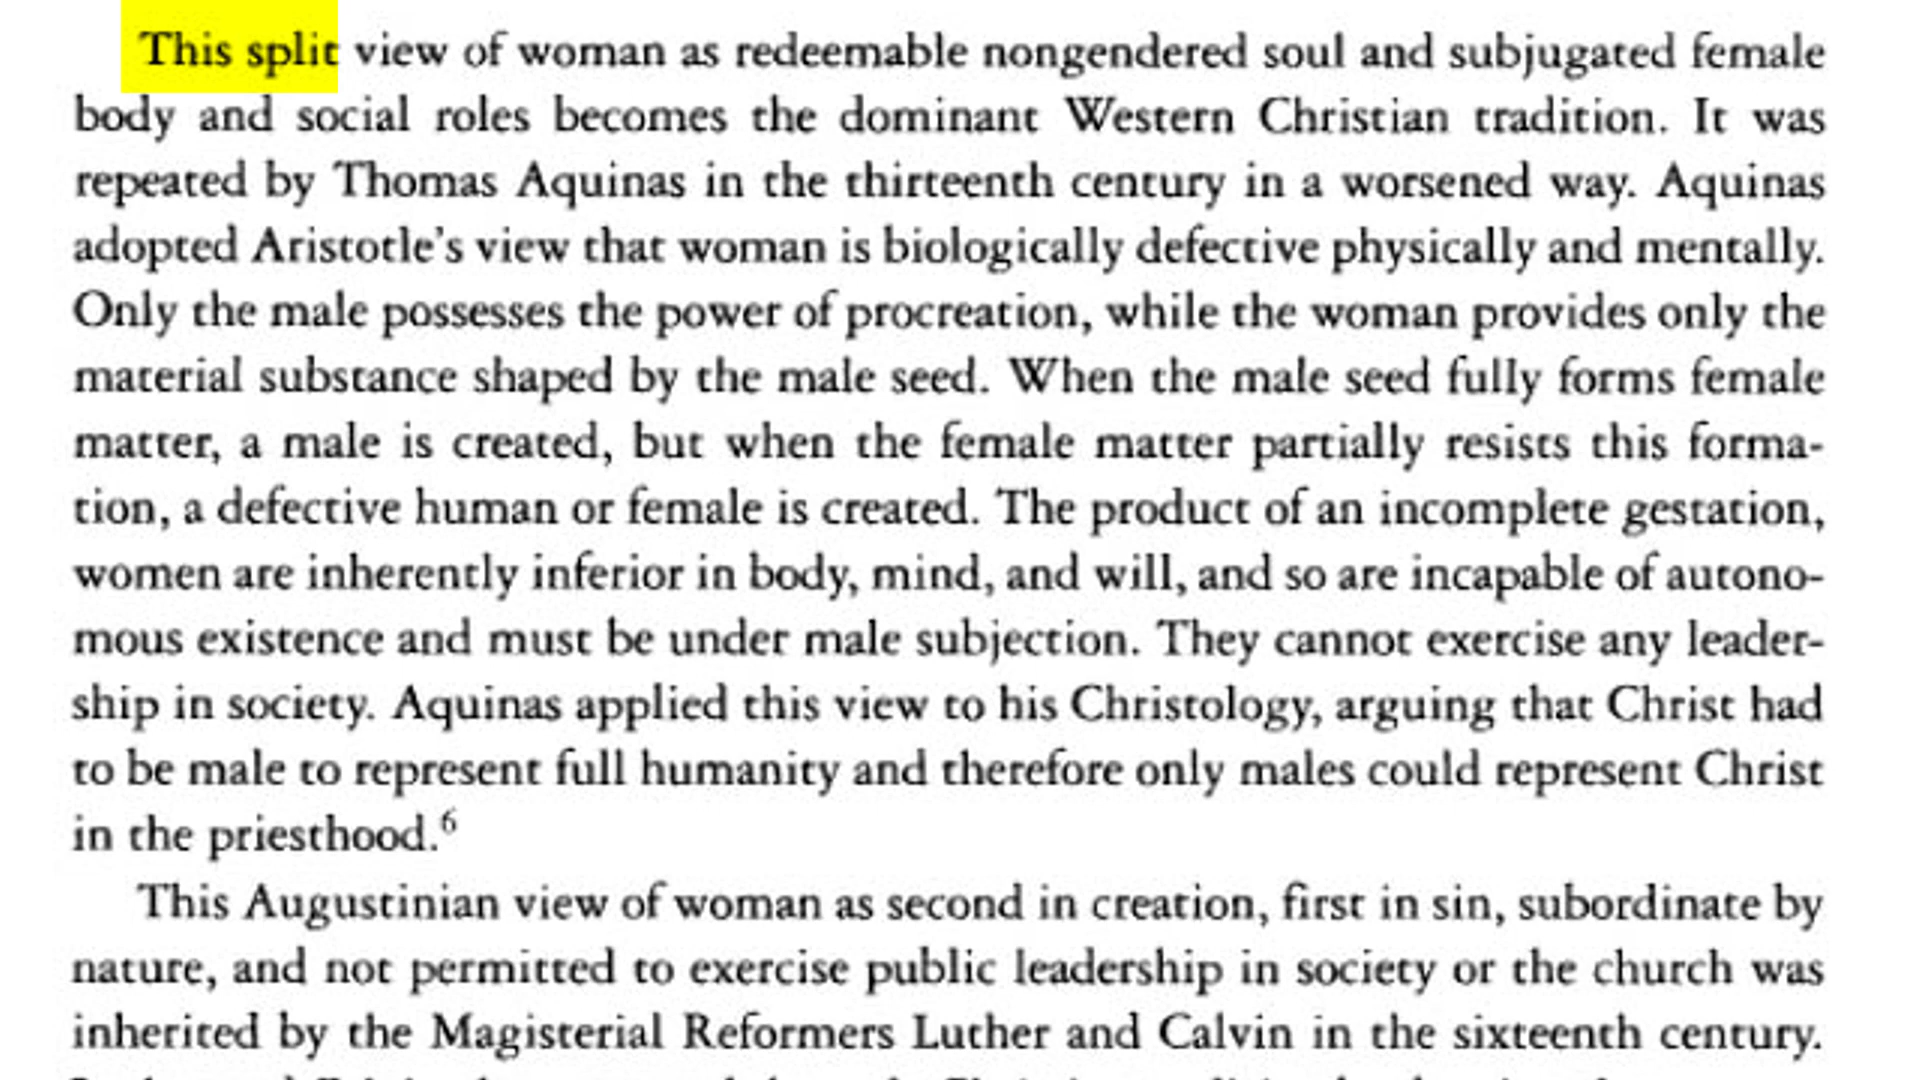 This split view of woman as redeemable nongendered soul and subjugated female
body and social roles becomes the dominant Western Christian tradition. It was
repeated by Thomas Aquinas in the thirteenth century in a worsened way. Aquinas
adopted Aristotle's view that woman is biologically defective physically and mentally.
Only the male possesses the power of procreation, while the woman provides only the
material substance shaped by the male seed. When the male seed fully forms female
matter, a male is created, but when the female matter partially resists this forma-
tion, a defective human or female is created. The product of an incomplete gestation,
women are inherently inferior in body, mind, and will, and so are incapable of autono-
mous existence and must be under male subjection. They cannot exercise any leader-
ship in society. Aquinas applied this view to his Christology, arguing that Christ had
to be male to represent full humanity and therefore only males could represent Christ
in the priesthood.⁶
This Augustinian view of woman as second in creation, first in sin, subordinate by
nature, and not permitted to exercise public leadership in society or the church was
inherited by the Magisterial Reformers Luther and Calvin in the sixteenth century.